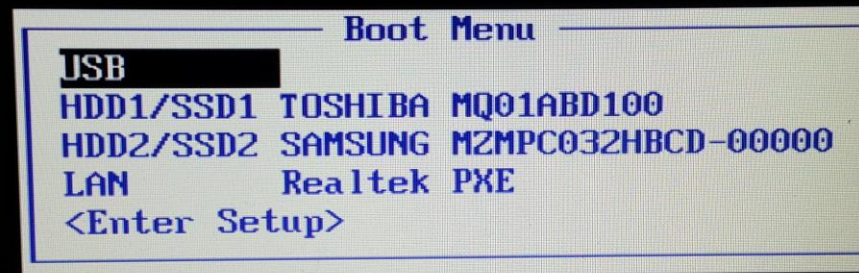 Boot Menu
USB
HDD1/SSD1 TOSHIBA MQ01ABD100
HDD2/SSD2 SAMSUNG MZMPC032HBCD-00000
LAN Realtek PXE
<Enter Setup>